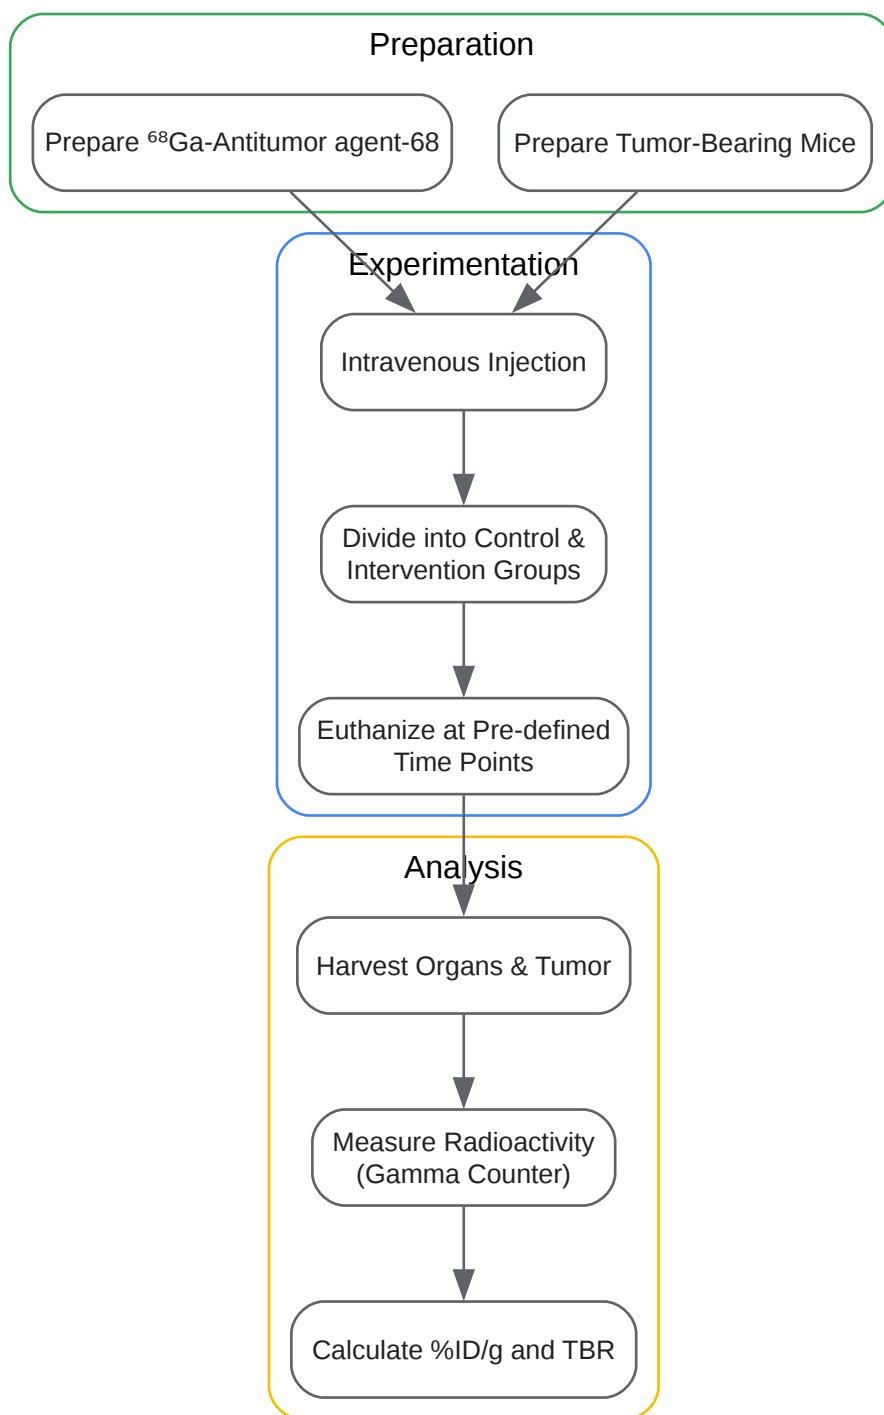 Preparation
Prepare ⁶⁸Ga-Antitumor agent-68
Prepare Tumor-Bearing Mice
Experimentation
Intravenous Injection
Divide into Control &
Intervention Groups
Euthanize at Pre-defined
Time Points
Analysis
Harvest Organs & Tumor
Measure Radioactivity
(Gamma Counter)
Calculate %ID/g and TBR